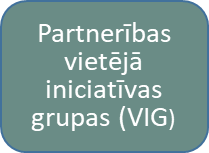 Partnerības
vietējā
iniciatīvas
grupas (VIG)